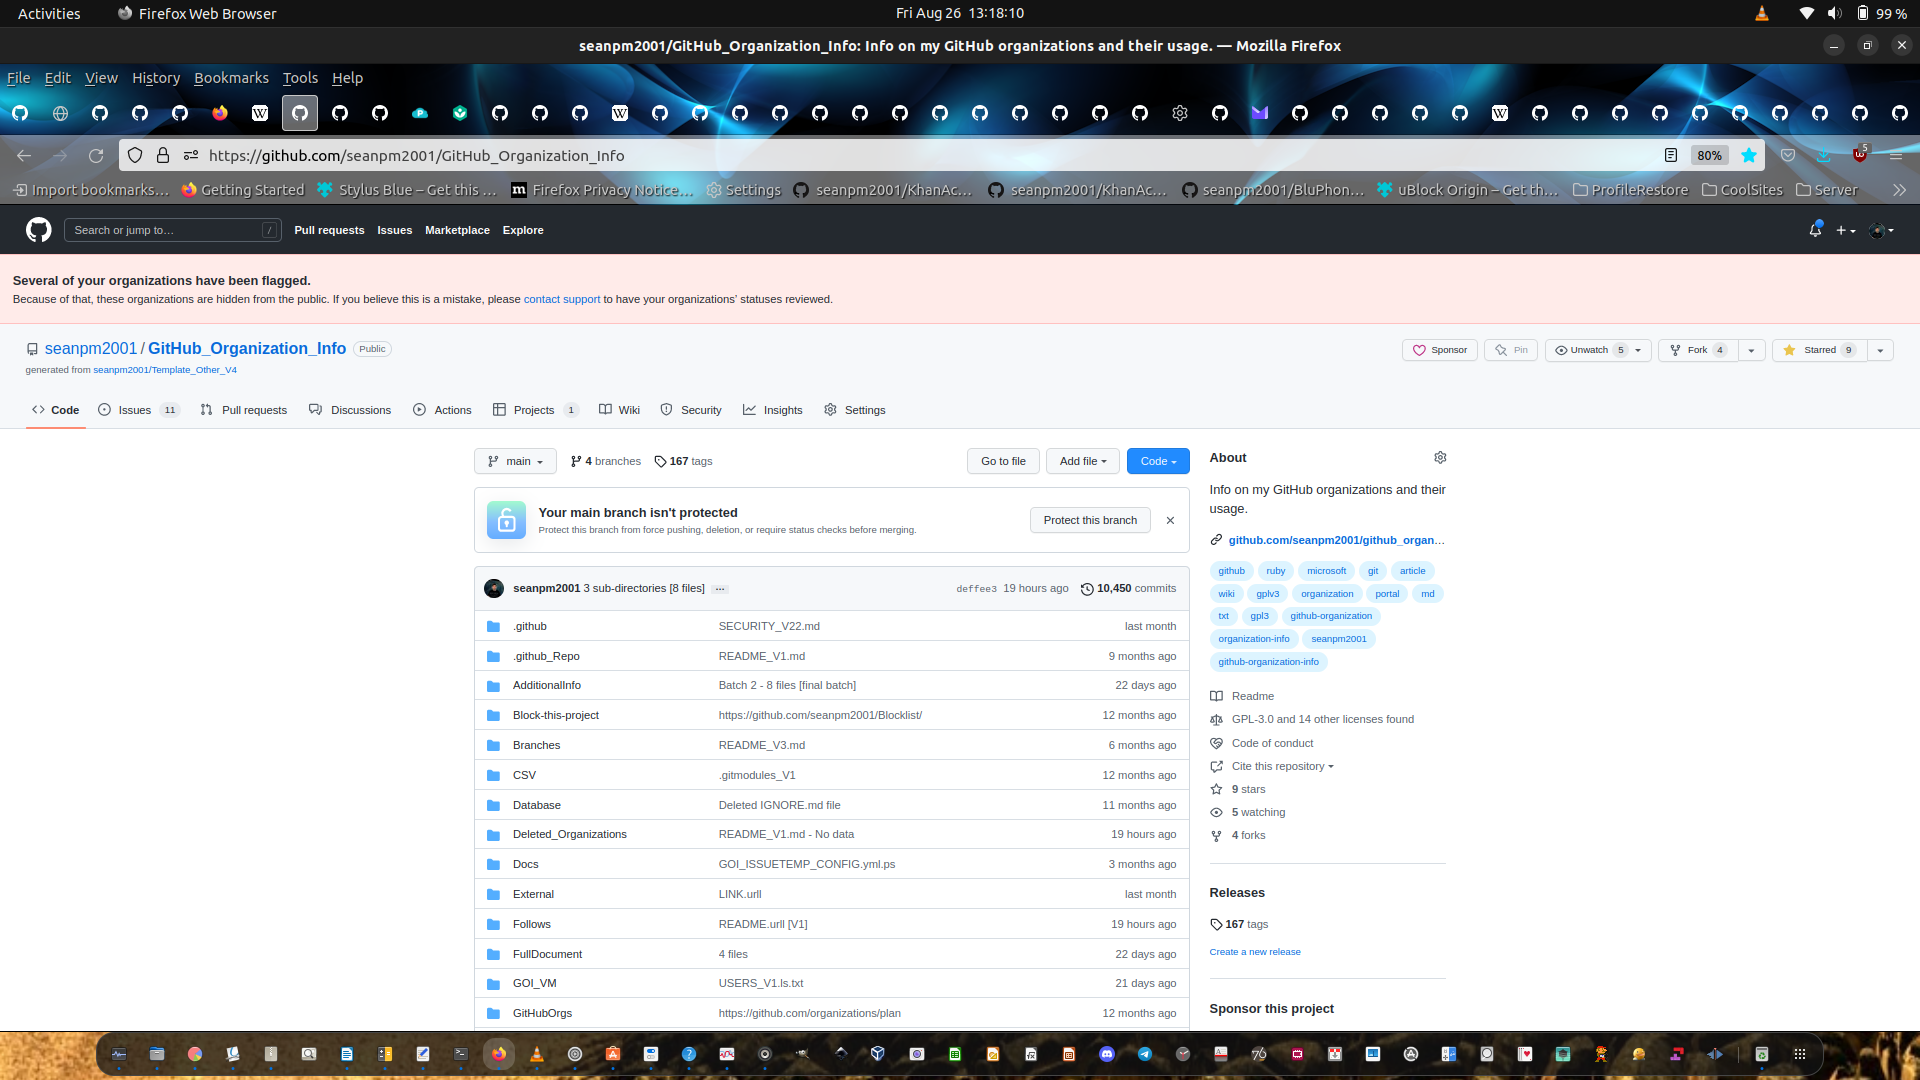 Activities
Firefox Web Browser
Fri Aug 26  13:18:10
99 %
seanpm2001/GitHub_Organization_Info: Info on my GitHub organizations and their usage. — Mozilla Firefox
File Edit View History Bookmarks Tools Help
https://github.com/seanpm2001/GitHub_Organization_Info
80%
5
Import bookmarks…
Getting Started
Stylus Blue – Get this …
Firefox Privacy Notice…
Settings
seanpm2001/KhanAc…
seanpm2001/KhanAc…
seanpm2001/BluPhon…
uBlock Origin – Get th…
ProfileRestore
CoolSites
Server
Search or jump to…
/
Pull requests
Issues
Marketplace
Explore
Several of your organizations have been flagged.
Because of that, these organizations are hidden from the public. If you believe this is a mistake, please contact support to have your organizations' statuses reviewed.
seanpm2001 / GitHub_Organization_Info
Public
generated from seanpm2001/Template_Other_V4
Sponsor
Pin
Unwatch 5
Fork 4
Starred 9
Code
Issues 11
Pull requests
Discussions
Actions
Projects 1
Wiki
Security
Insights
Settings
main
4 branches
167 tags
Go to file
Add file
Code
Your main branch isn't protected
Protect this branch from force pushing, deletion, or require status checks before merging.
Protect this branch
seanpm2001 3 sub-directories [8 files] …
deffee3 19 hours ago
10,450 commits
.github SECURITY_V22.md last month
.github_Repo README_V1.md 9 months ago
AdditionalInfo Batch 2 - 8 files [final batch] 22 days ago
Block-this-project https://github.com/seanpm2001/Blocklist/ 12 months ago
Branches README_V3.md 6 months ago
CSV .gitmodules_V1 12 months ago
Database Deleted IGNORE.md file 11 months ago
Deleted_Organizations README_V1.md - No data 19 hours ago
Docs GOI_ISSUETEMP_CONFIG.yml.ps 3 months ago
External LINK.urll last month
Follows README.urll [V1] 19 hours ago
FullDocument 4 files 22 days ago
GOI_VM USERS_V1.ls.txt 21 days ago
GitHubOrgs https://github.com/organizations/plan 12 months ago
About
Info on my GitHub organizations and their
usage.
github.com/seanpm2001/github_organ…
github ruby microsoft git article
wiki gplv3 organization portal md
txt gpl3 github-organization
organization-info seanpm2001
github-organization-info
Readme
GPL-3.0 and 14 other licenses found
Code of conduct
Cite this repository
9 stars
5 watching
4 forks
Releases
167 tags
Create a new release
Sponsor this project